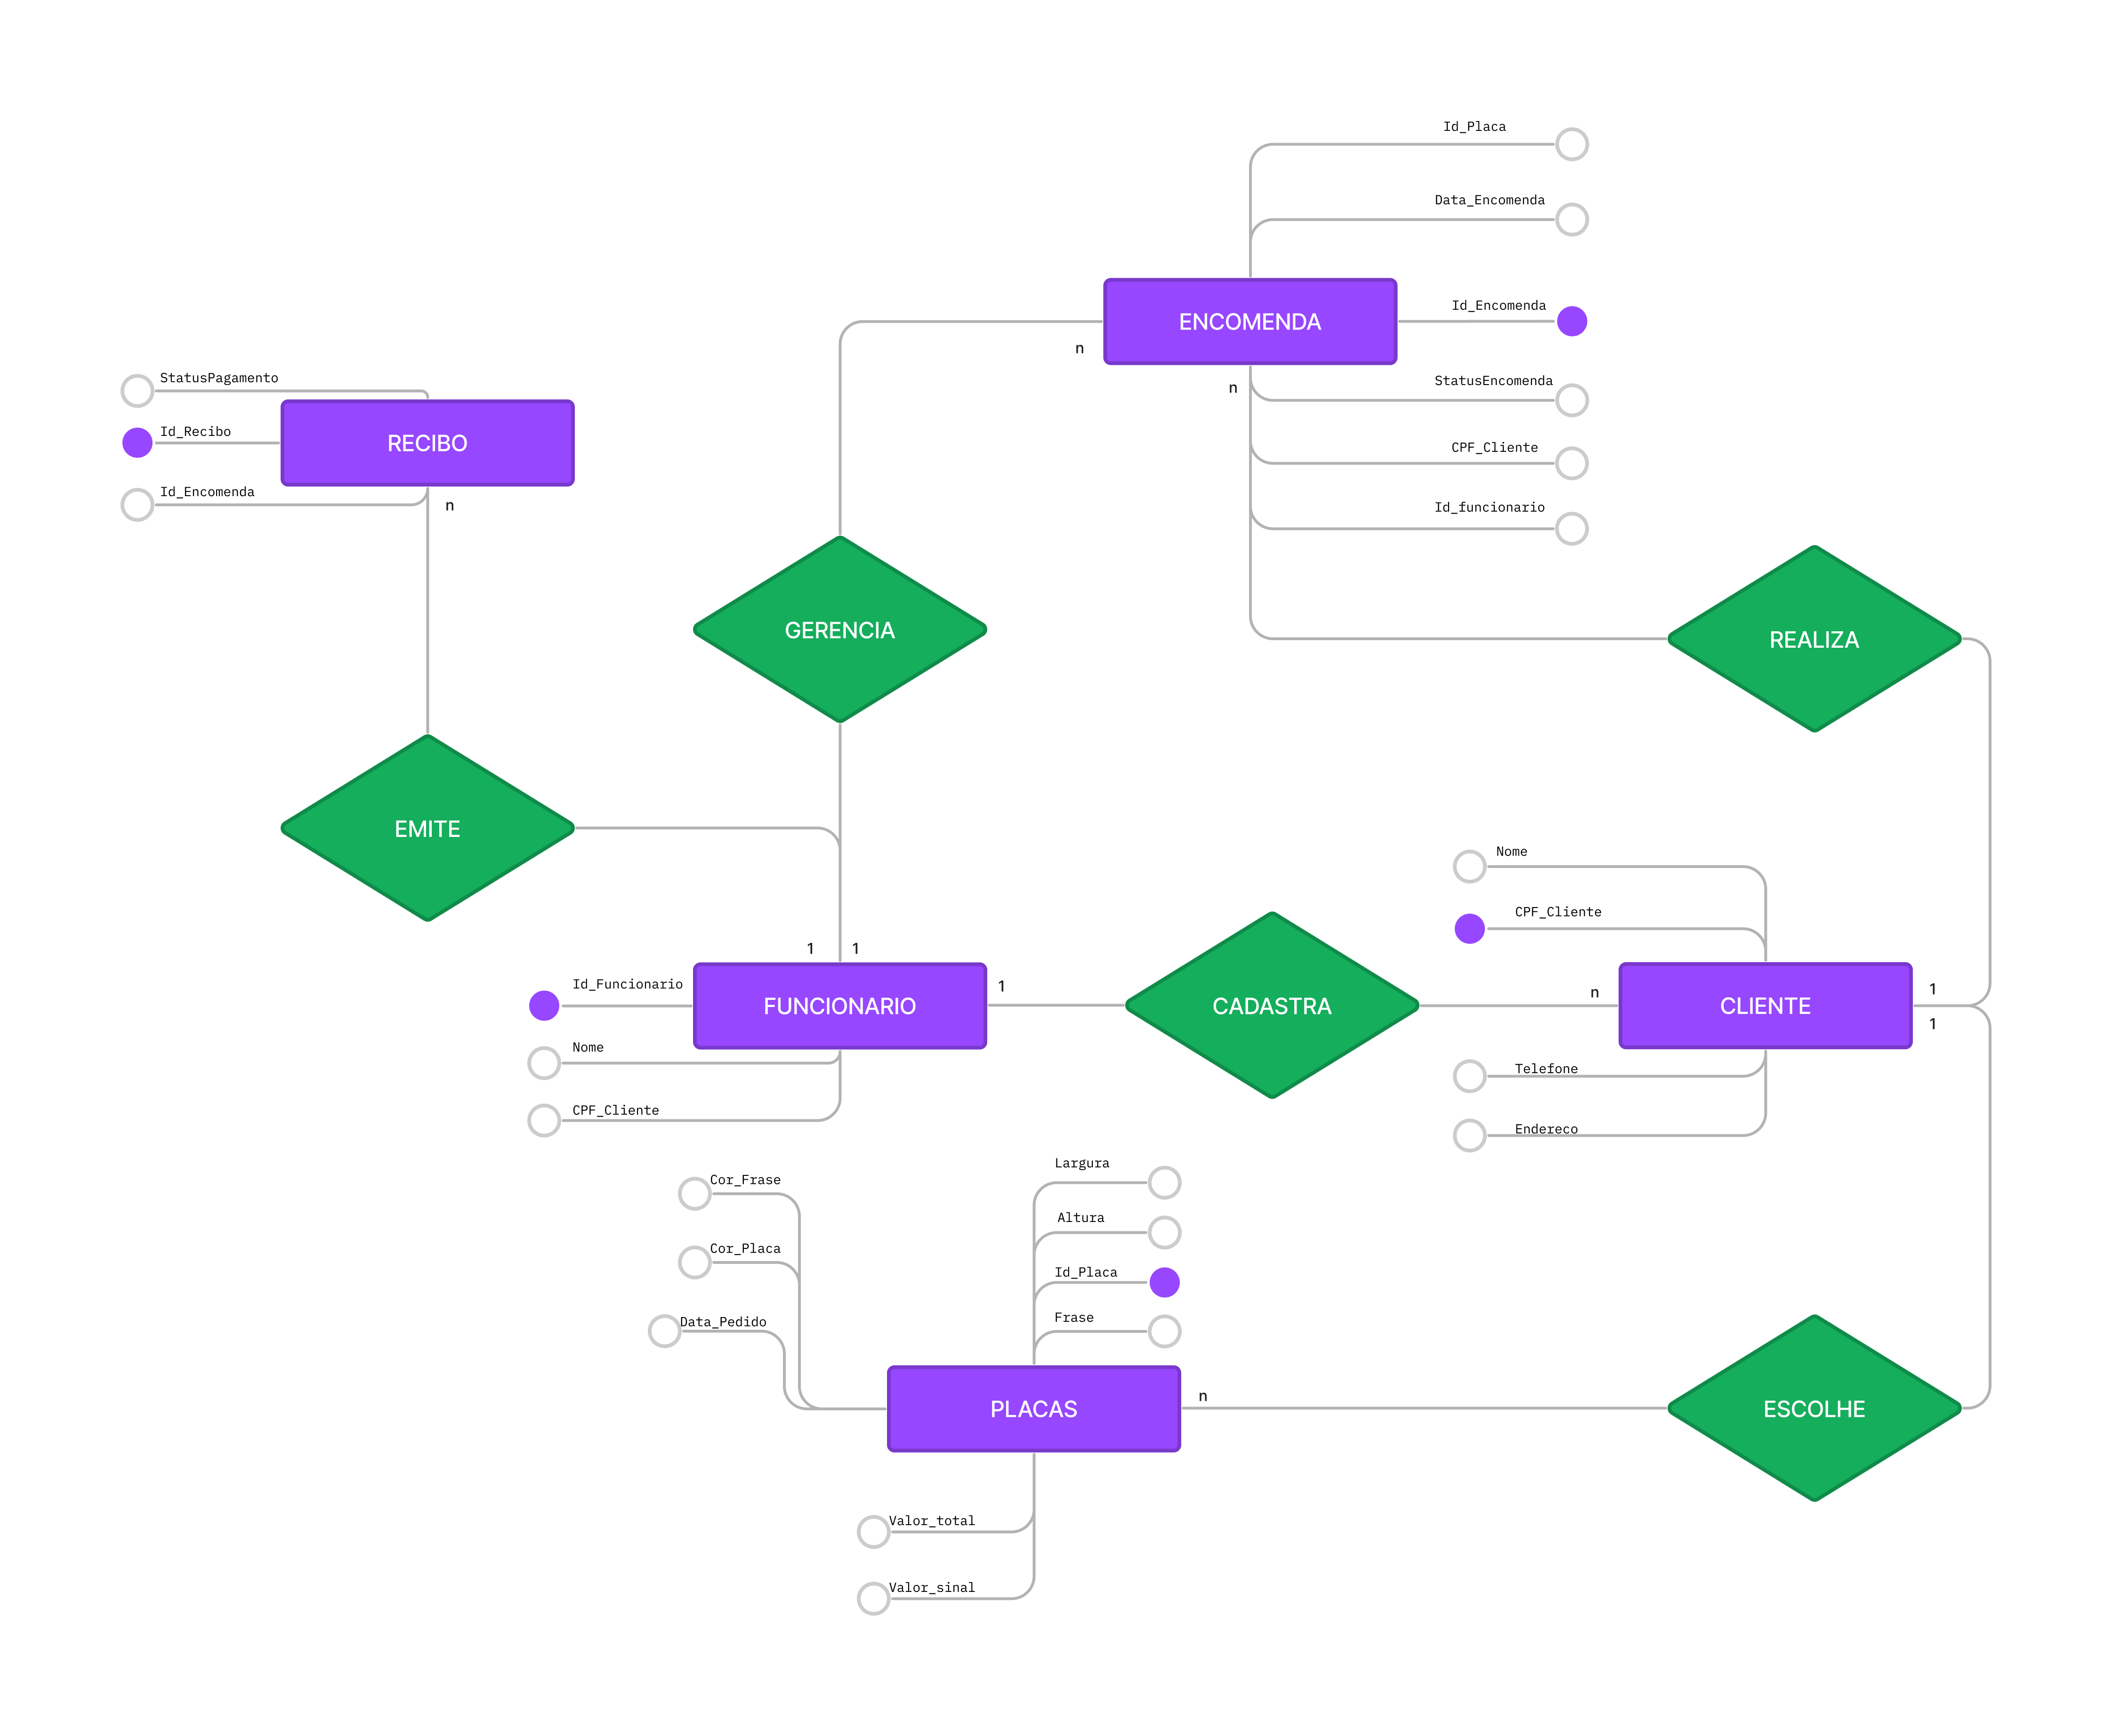 Id_Placa
Data_Encomenda
Id_Encomenda
ENCOMENDA
n
n
StatusEncomenda
CPF_Cliente
Id_funcionario
StatusPagamento
Id_Recibo
RECIBO
Id_Encomenda
n
GERENCIA
REALIZA
EMITE
Nome
CPF_Cliente
1
1
Id_Funcionario
FUNCIONARIO
1
CADASTRA
n
CLIENTE
1
1
Nome
CPF_Cliente
Telefone
Endereco
Cor_Frase
Cor_Placa
Data_Pedido
Largura
Altura
Id_Placa
Frase
PLACAS
n
ESCOLHE
Valor_total
Valor_sinal